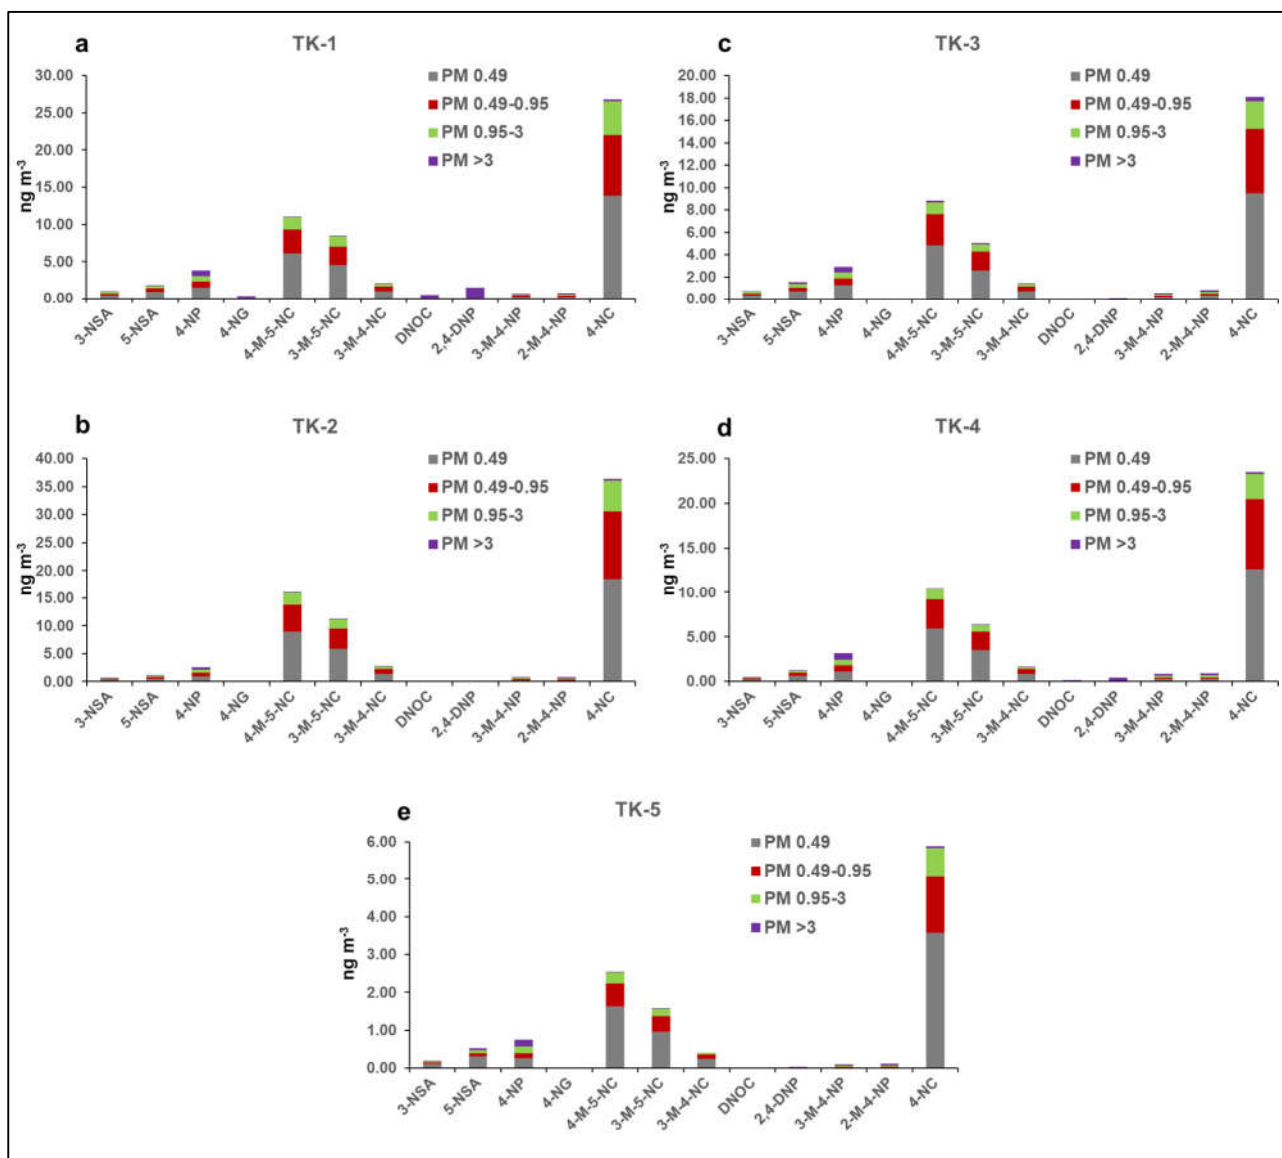 a
TK-1
30.00
25.00
20.00
15.00
10.00
5.00
0.00
ng m-3
PM 0.49
PM 0.49-0.95
PM 0.95-3
PM >3
3-NSA
5-NSA
4-NP
4-NG
4-M-5-NC
3-M-5-NC
3-M-4-NC
DNOC
2,4-DNP
3-M-4-NP
2-M-4-NP
4-NC
c
TK-3
20.00
18.00
16.00
14.00
12.00
10.00
8.00
6.00
4.00
2.00
0.00
ng m-3
PM 0.49
PM 0.49-0.95
PM 0.95-3
PM >3
3-NSA
5-NSA
4-NP
4-NG
4-M-5-NC
3-M-5-NC
3-M-4-NC
DNOC
2,4-DNP
3-M-4-NP
2-M-4-NP
4-NC
b
TK-2
40.00
35.00
30.00
25.00
20.00
15.00
10.00
5.00
0.00
ng m-3
PM 0.49
PM 0.49-0.95
PM 0.95-3
PM >3
3-NSA
5-NSA
4-NP
4-NG
4-M-5-NC
3-M-5-NC
3-M-4-NC
DNOC
2,4-DNP
3-M-4-NP
2-M-4-NP
4-NC
d
TK-4
25.00
20.00
15.00
10.00
5.00
0.00
ng m-3
PM 0.49
PM 0.49-0.95
PM 0.95-3
PM >3
3-NSA
5-NSA
4-NP
4-NG
4-M-5-NC
3-M-5-NC
3-M-4-NC
DNOC
2,4-DNP
3-M-4-NP
2-M-4-NP
4-NC
e
TK-5
6.00
5.00
4.00
3.00
2.00
1.00
0.00
ng m-3
PM 0.49
PM 0.49-0.95
PM 0.95-3
PM >3
3-NSA
5-NSA
4-NP
4-NG
4-M-5-NC
3-M-5-NC
3-M-4-NC
DNOC
2,4-DNP
3-M-4-NP
2-M-4-NP
4-NC